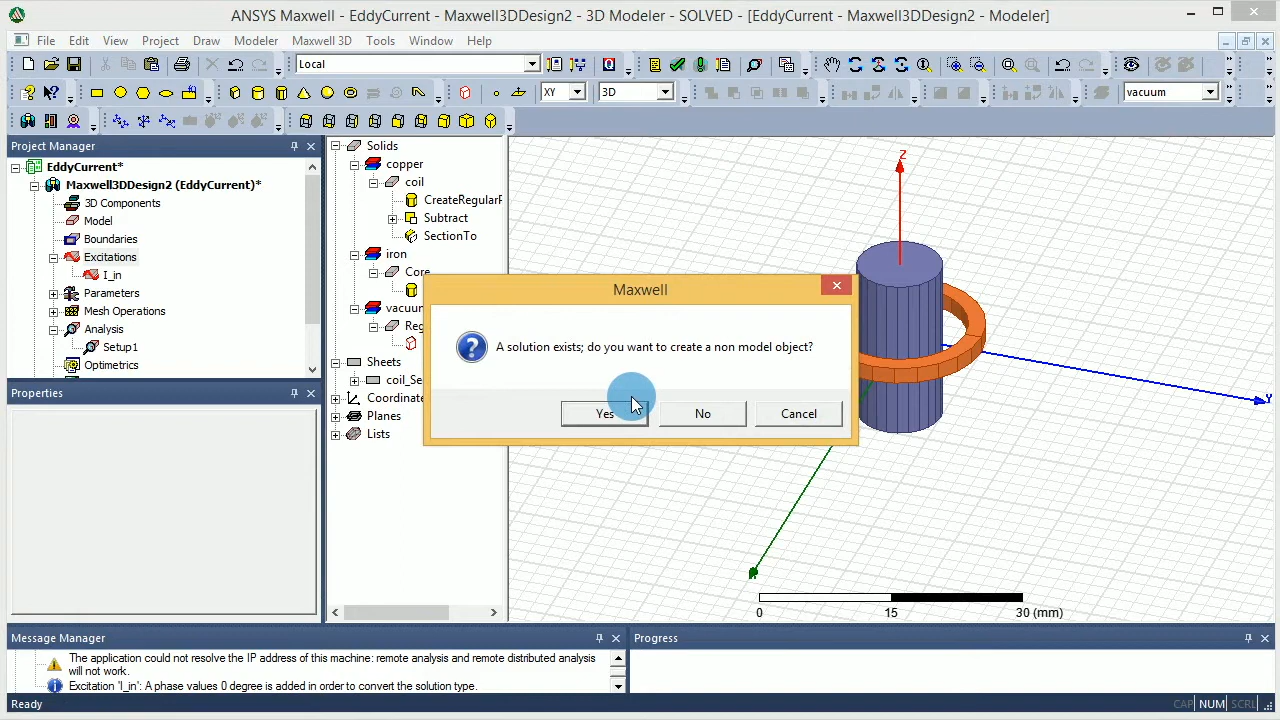 ANSYS Maxwell - EddyCurrent - Maxwell3DDesign2 - 3D Modeler - SOLVED - [EddyCurrent - Maxwell3DDesign2 - Modeler]
File Edit View Project Draw Modeler Maxwell 3D Tools Window Help
Local
XY 3D vacuum
Project Manager
EddyCurrent*
Maxwell3DDesign2 (EddyCurrent)*
3D Components
Model
Boundaries
Excitations
I_in
Parameters
Mesh Operations
Analysis
Setup1
Optimetrics
Properties
Solids
copper
coil
CreateRegularP
Subtract
SectionTo
iron
Core
vacuum
Reg
Sheets
coil_Se
Coordinate
Planes
Lists
Maxwell
A solution exists; do you want to create a non model object?
Yes No Cancel
Z
Y
0 15 30 (mm)
Message Manager
The application could not resolve the IP address of this machine: remote analysis and remote distributed analysis
will not work.
Excitation 'I_in': A phase values 0 degree is added in order to convert the solution type.
Progress
Ready
CAP NUM SCRL